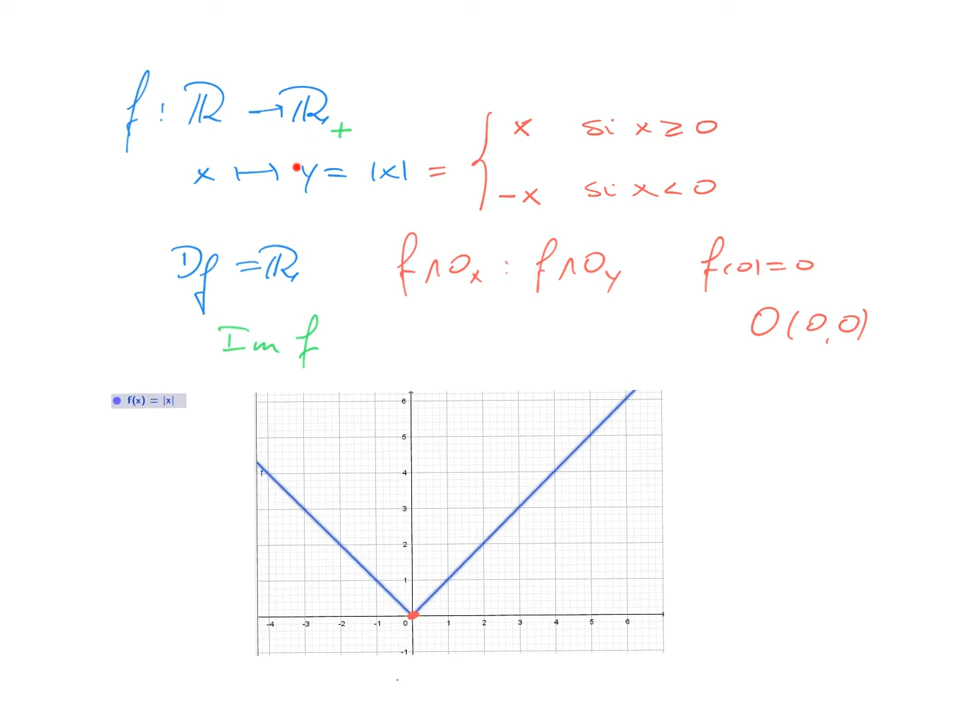 f : ℝ → ℝ+
x ↦ y = |x| = { x si x ≥ 0
-x si x < 0
Df = ℝ f ∧ Ox : f ∧ Oy f(0) = 0
Im f O(0,0)
f(x) = |x|
6
5
f
4
3
2
1
-4 -3 -2 -1 0 1 2 3 4 5 6
-1